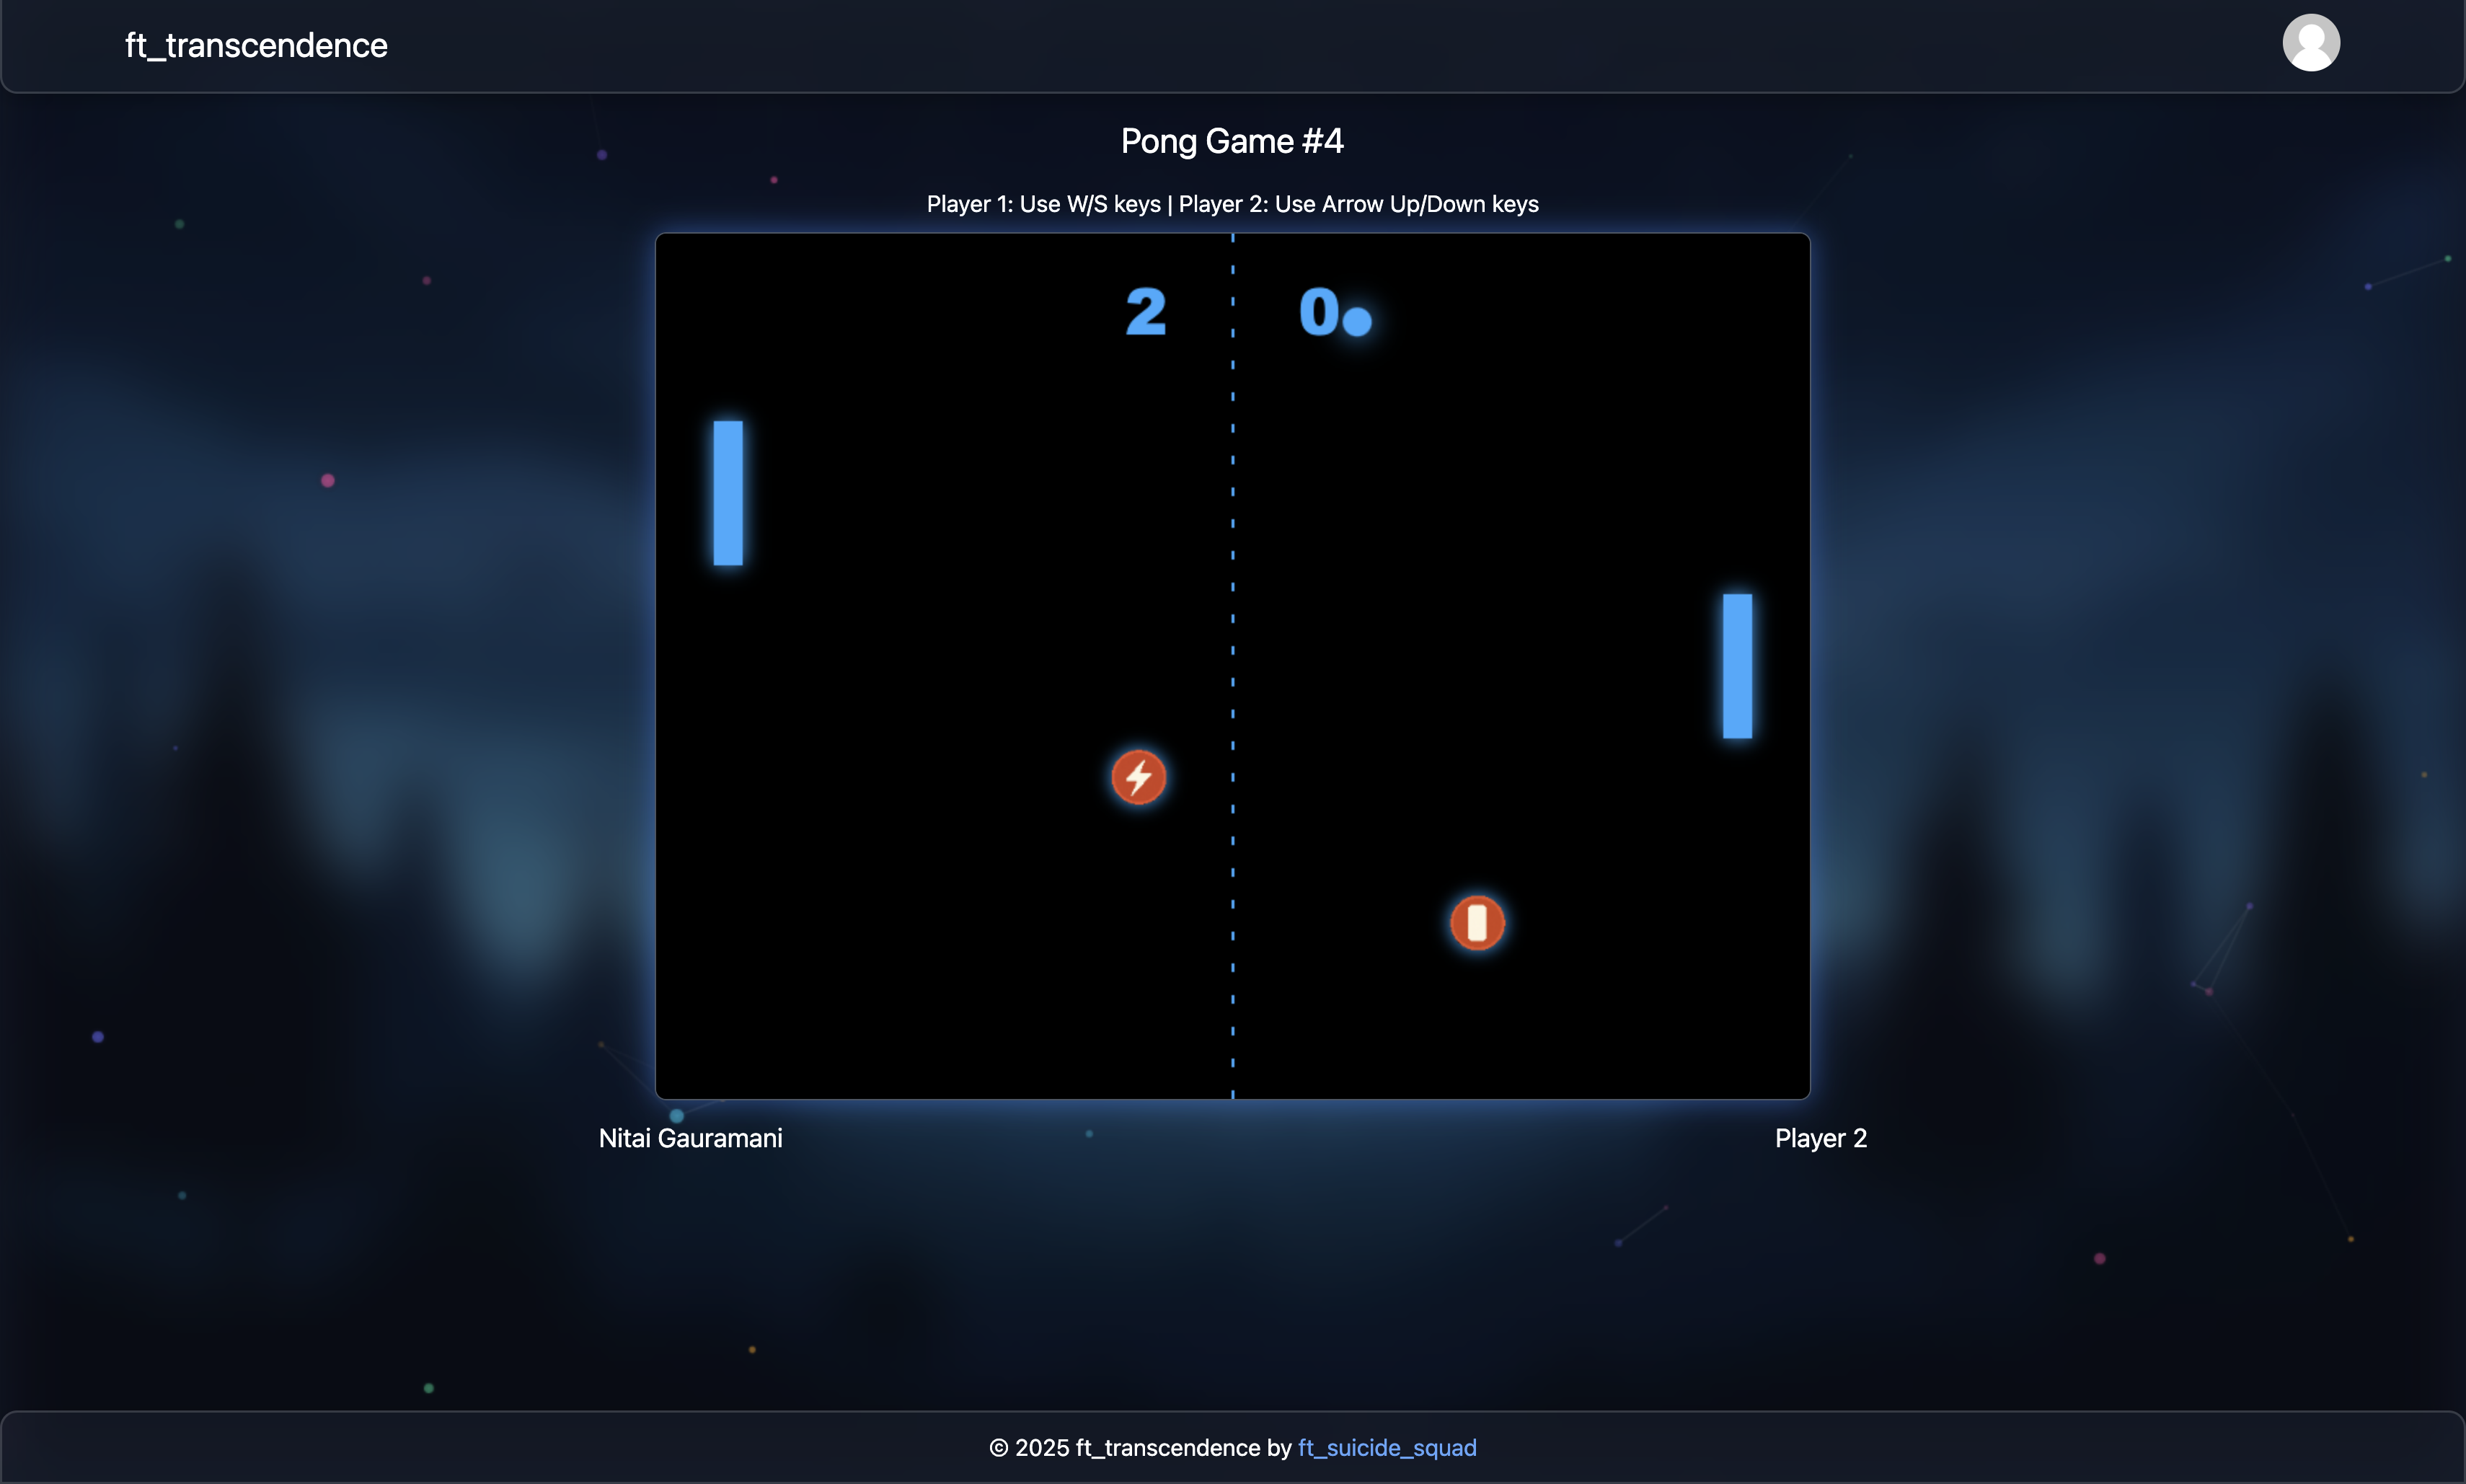 ft_transcendence
Pong Game #4
Player 1: Use W/S keys | Player 2: Use Arrow Up/Down keys
2 0
Nitai Gauramani Player 2
© 2025 ft_transcendence by ft_suicide_squad